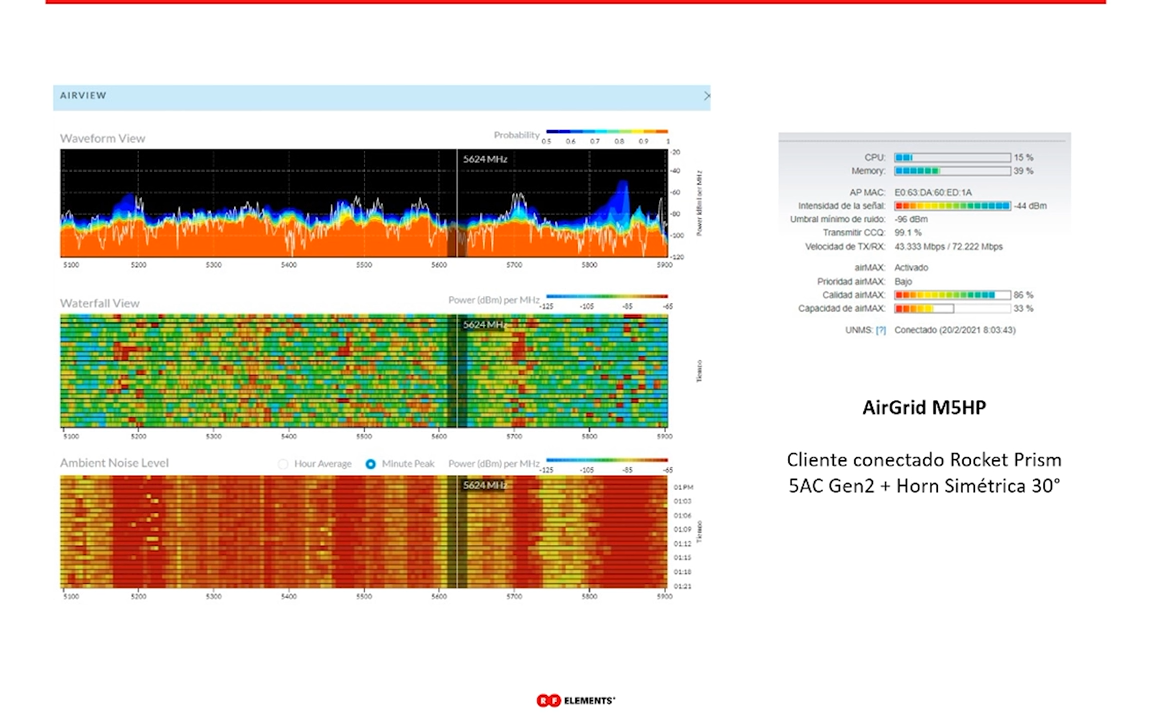 AIRVIEW
Waveform View
Probability
0.5 0.6 0.7 0.8 0.9 1
5624 MHz
-20
-40
-60
-80
-100
-120
Power (dBm) per MHz
5100 5200 5300 5400 5500 5600 5700 5800 5900
Waterfall View
Power (dBm) per MHz
-125 -105 -85 -65
5624 MHz
Tiempo
5100 5200 5300 5400 5500 5600 5700 5800 5900
Ambient Noise Level
Hour Average Minute Peak Power (dBm) per MHz
-125 -105 -85 -65
5624 MHz
01 PM
01:03
01:06
01:09
01:12
01:15
01:18
01:21
Tiempo
5100 5200 5300 5400 5500 5600 5700 5800 5900
CPU: 15 %
Memory: 39 %
AP MAC: E0:63:DA:60:ED:1A
Intensidad de la señal: -44 dBm
Umbral mínimo de ruido: -96 dBm
Transmitir CCQ: 99.1 %
Velocidad de TX/RX: 43.333 Mbps / 72.222 Mbps
airMAX: Activado
Prioridad airMAX: Bajo
Calidad airMAX: 86 %
Capacidad de airMAX: 33 %
UNMS: [?] Conectado (20/2/2021 8:03:43)
AirGrid M5HP
Cliente conectado Rocket Prism
5AC Gen2 + Horn Simétrica 30°
RF ELEMENTS